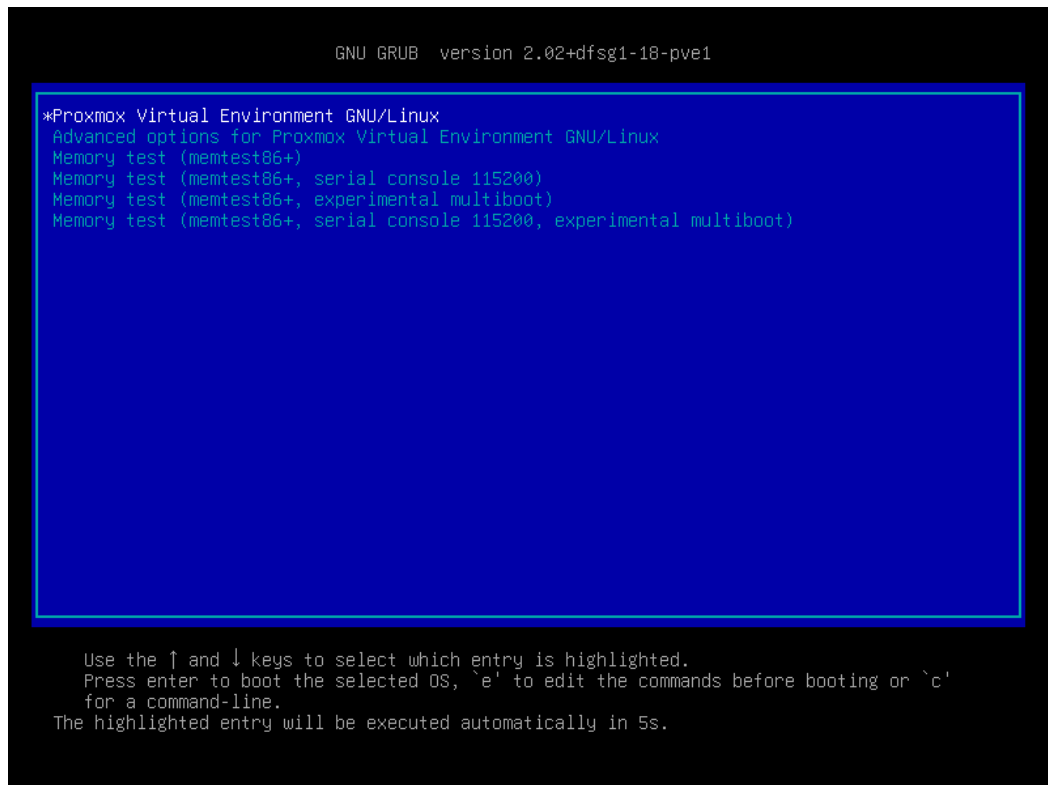 GNU GRUB  version 2.02+dfsg1-18-pve1
*Proxmox Virtual Environment GNU/Linux
Advanced options for Proxmox Virtual Environment GNU/Linux
Memory test (memtest86+)
Memory test (memtest86+, serial console 115200)
Memory test (memtest86+, experimental multiboot)
Memory test (memtest86+, serial console 115200, experimental multiboot)
Use the ↑ and ↓ keys to select which entry is highlighted.
Press enter to boot the selected OS, `e' to edit the commands before booting or `c'
for a command-line.
The highlighted entry will be executed automatically in 5s.